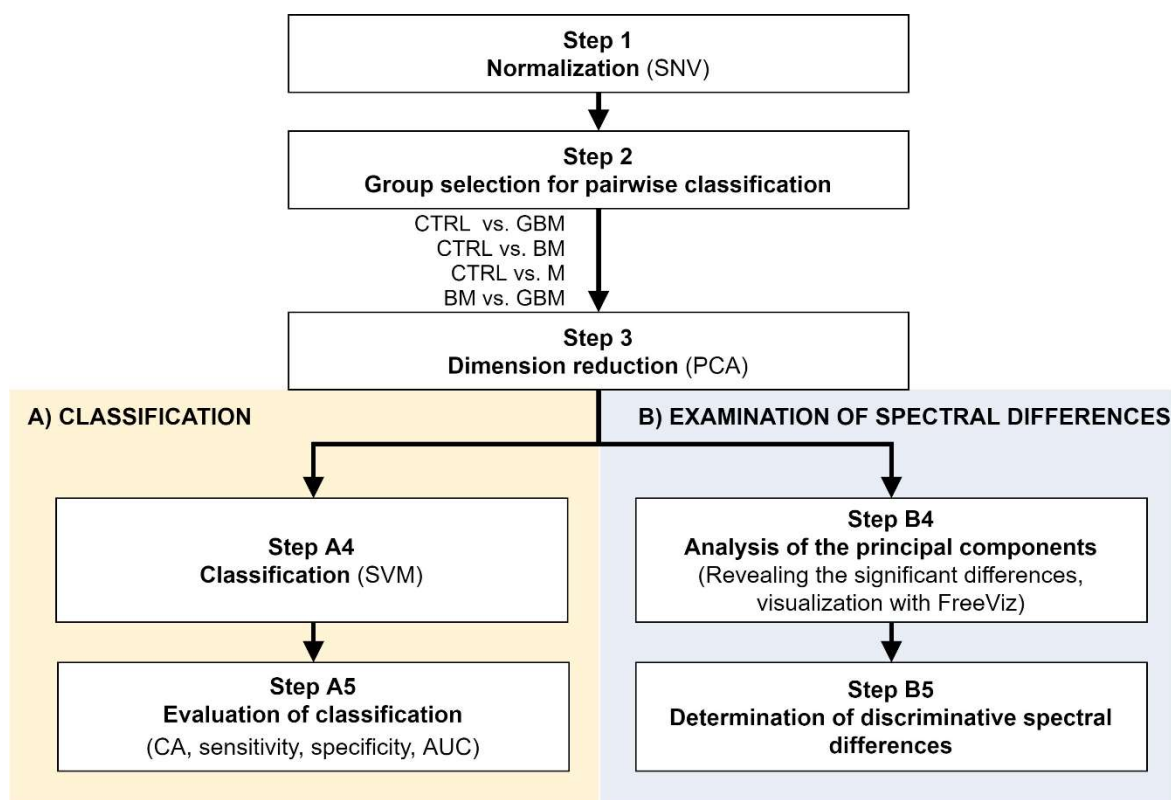 Step 1
Normalization (SNV)
Step 2
Group selection for pairwise classification
CTRL vs. GBM
CTRL vs. BM
CTRL vs. M
BM vs. GBM
Step 3
Dimension reduction (PCA)
A) CLASSIFICATION
Step A4
Classification (SVM)
Step A5
Evaluation of classification
(CA, sensitivity, specificity, AUC)
B) EXAMINATION OF SPECTRAL DIFFERENCES
Step B4
Analysis of the principal components
(Revealing the significant differences,
visualization with FreeViz)
Step B5
Determination of discriminative spectral
differences